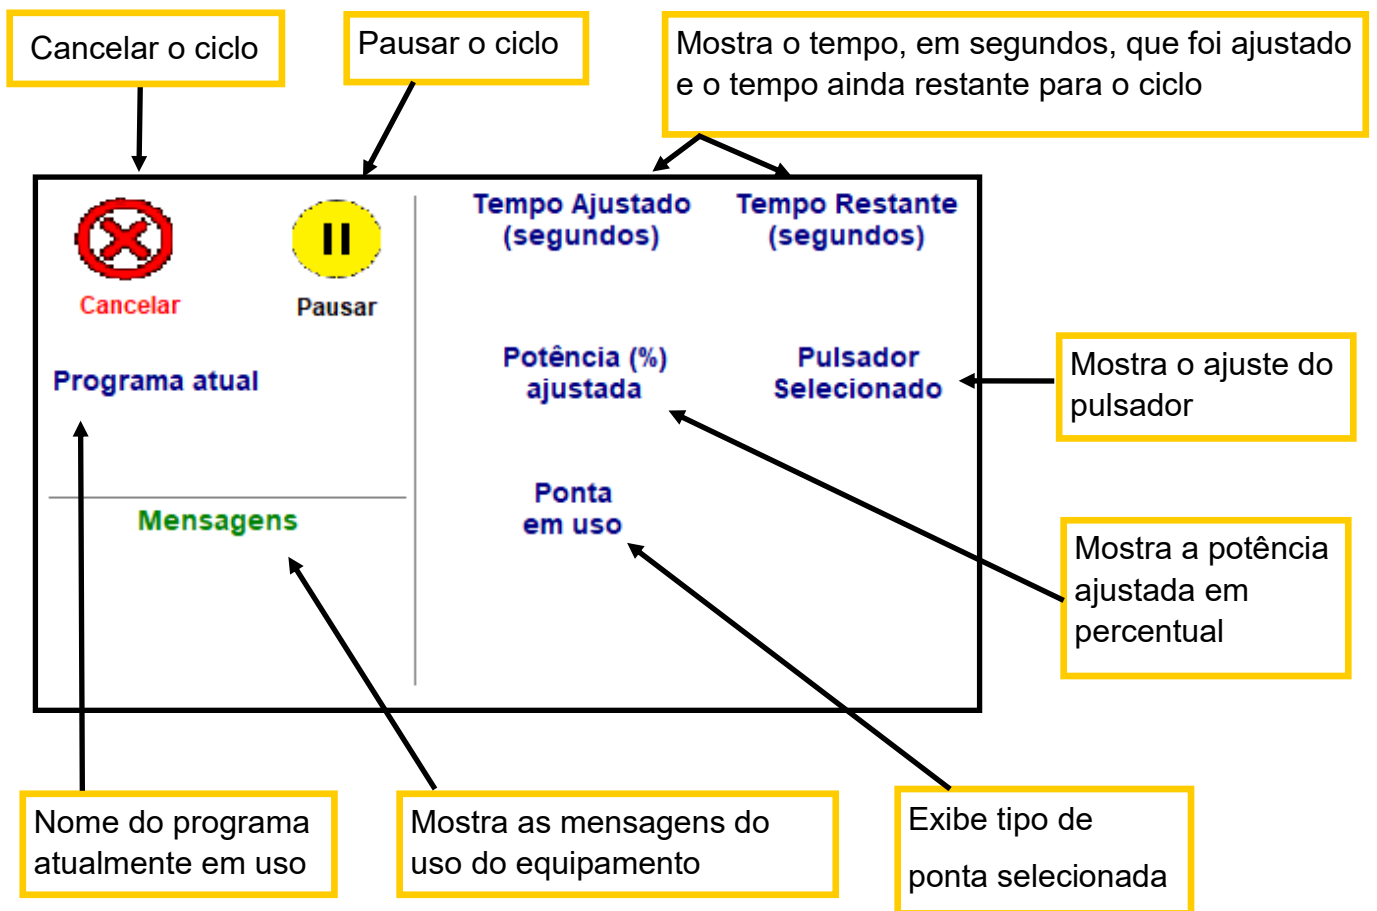 Cancelar o ciclo
Pausar o ciclo
Mostra o tempo, em segundos, que foi ajustado
e o tempo ainda restante para o ciclo
Cancelar
Pausar
Tempo Ajustado
(segundos)
Tempo Restante
(segundos)
Programa atual
Potência (%)
ajustada
Pulsador
Selecionado
Mostra o ajuste do
pulsador
Mensagens
Ponta
em uso
Mostra a potência
ajustada em
percentual
Nome do programa
atualmente em uso
Mostra as mensagens do
uso do equipamento
Exibe tipo de
ponta selecionada